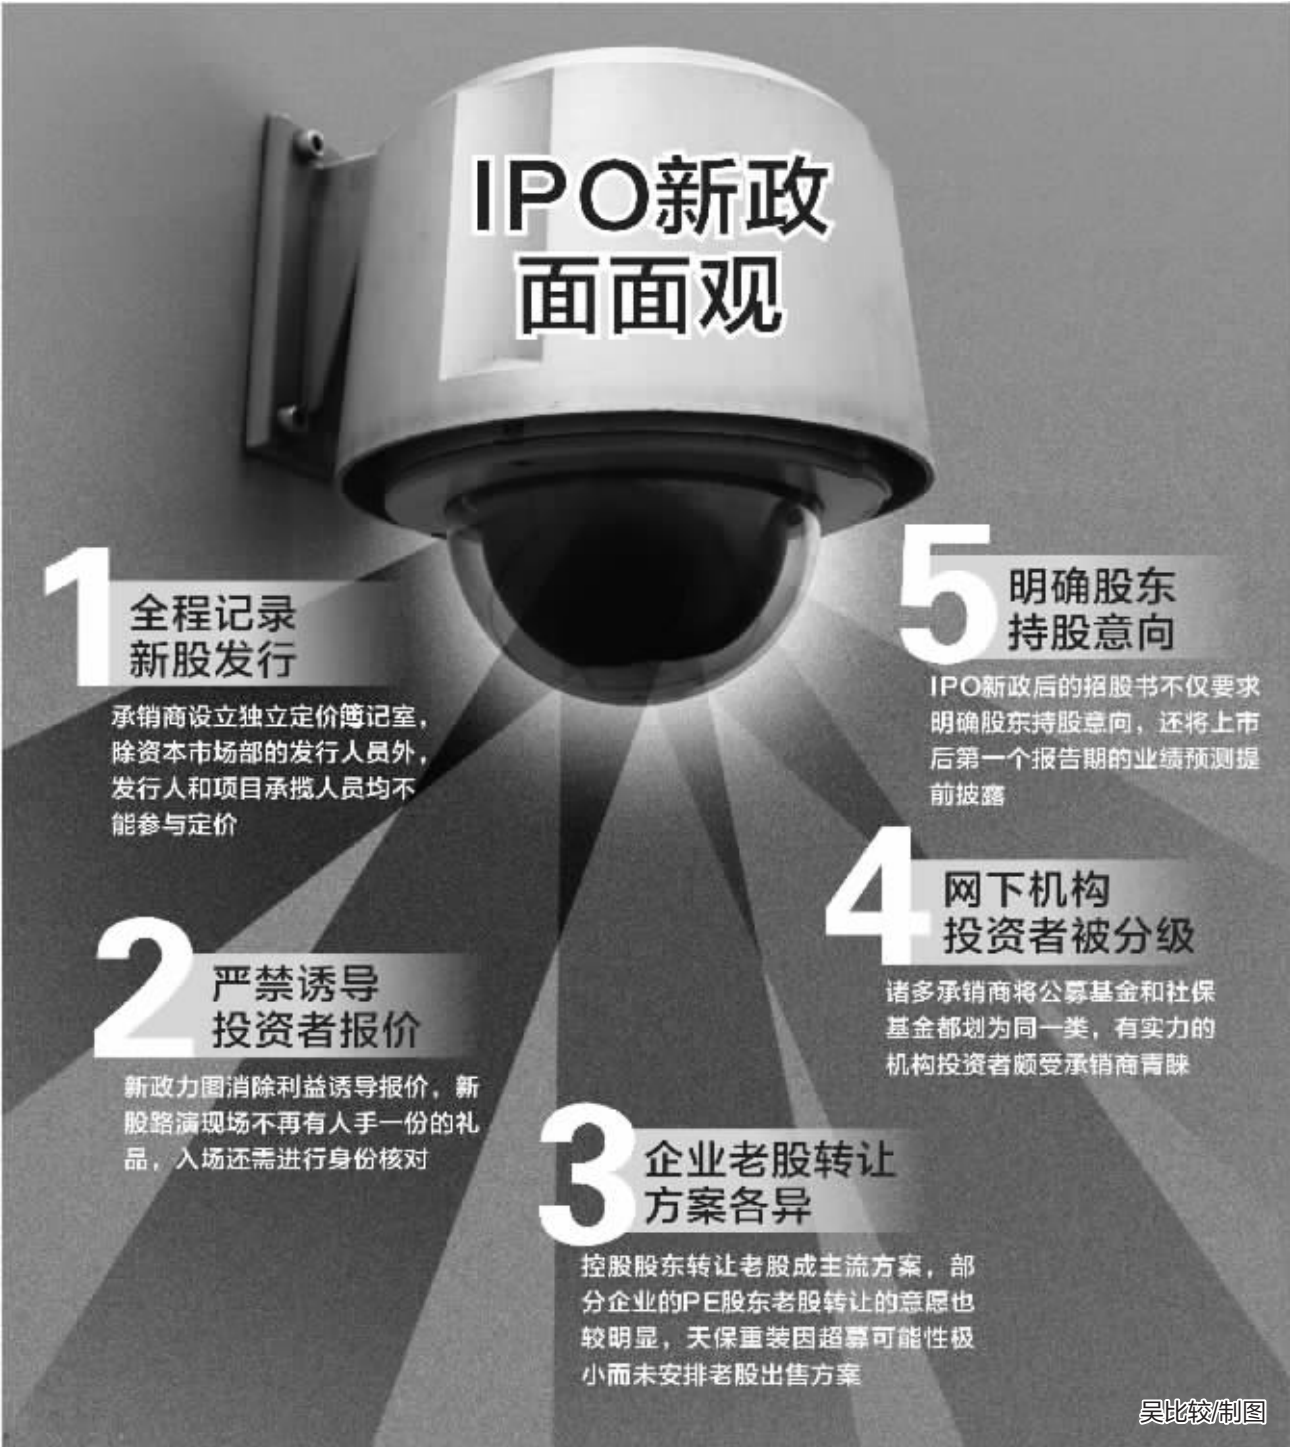 IPO新政
面面观
1
全程记录
新股发行
承销商设立独立定价簿记室，
除资本市场部的发行人员外，
发行人和项目承揽人员均不
能参与定价
2
严禁诱导
投资者报价
新政力图消除利益诱导报价，新
股路演现场不再有人手一份的礼
品，入场还需进行身份核对
3
企业老股转让
方案各异
控股股东转让老股成主流方案，部
分企业的PE股东老股转让的意愿也
较明显，天保重装因超募可能性极
小而未安排老股出售方案
4
网下机构
投资者被分级
诸多承销商将公募基金和社保
基金都划为同一类，有实力的
机构投资者颇受承销商青睐
5
明确股东
持股意向
IPO新政后的招股书不仅要求
明确股东持股意向，还将上市
后第一个报告期的业绩预测提
前披露
吴比较/制图